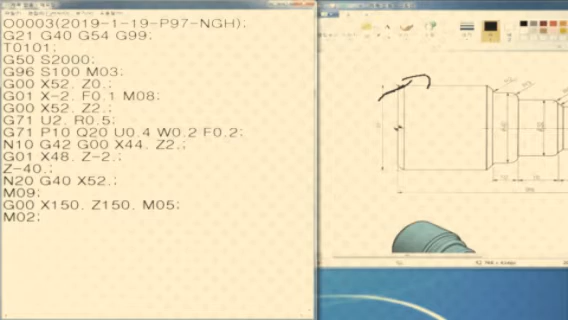 O0003(2019-1-19-P97-NGH);
G21 G40 G54 G99;
T0101;
G50 S2000;
G96 S100 M03;
G00 X52. Z0.;
G01 X-2. F0.1 M08;
G00 X52. Z2.;
G71 U2. R0.5;
G71 P10 Q20 U0.4 W0.2 F0.2;
N10 G42 G00 X44. Z2.;
G01 X48. Z-2.;
Z-40.;
N20 G40 X52.;
M09;
G00 X150. Z150. M05;
M02;